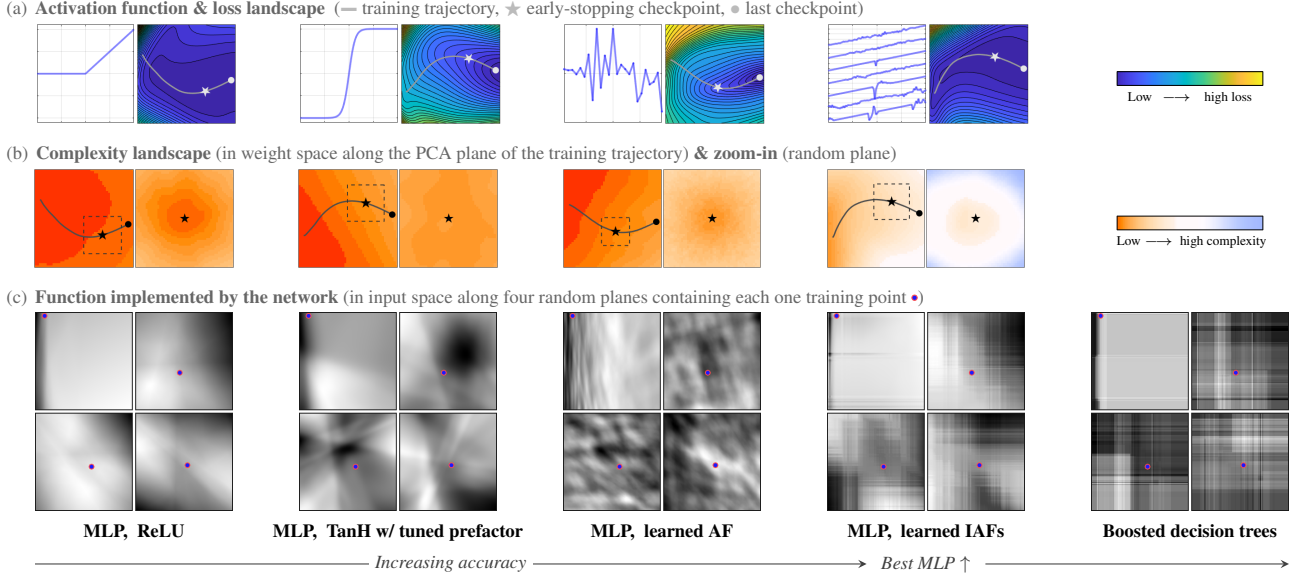 (a) Activation function & loss landscape (— training trajectory, ★ early-stopping checkpoint, ● last checkpoint)
Low → high loss
(b) Complexity landscape (in weight space along the PCA plane of the training trajectory) & zoom-in (random plane)
Low → high complexity
(c) Function implemented by the network (in input space along four random planes containing each one training point ●)
MLP, ReLU
MLP, TanH w/ tuned prefactor
MLP, learned AF
MLP, learned IAFs
Boosted decision trees
Increasing accuracy
Best MLP ↑